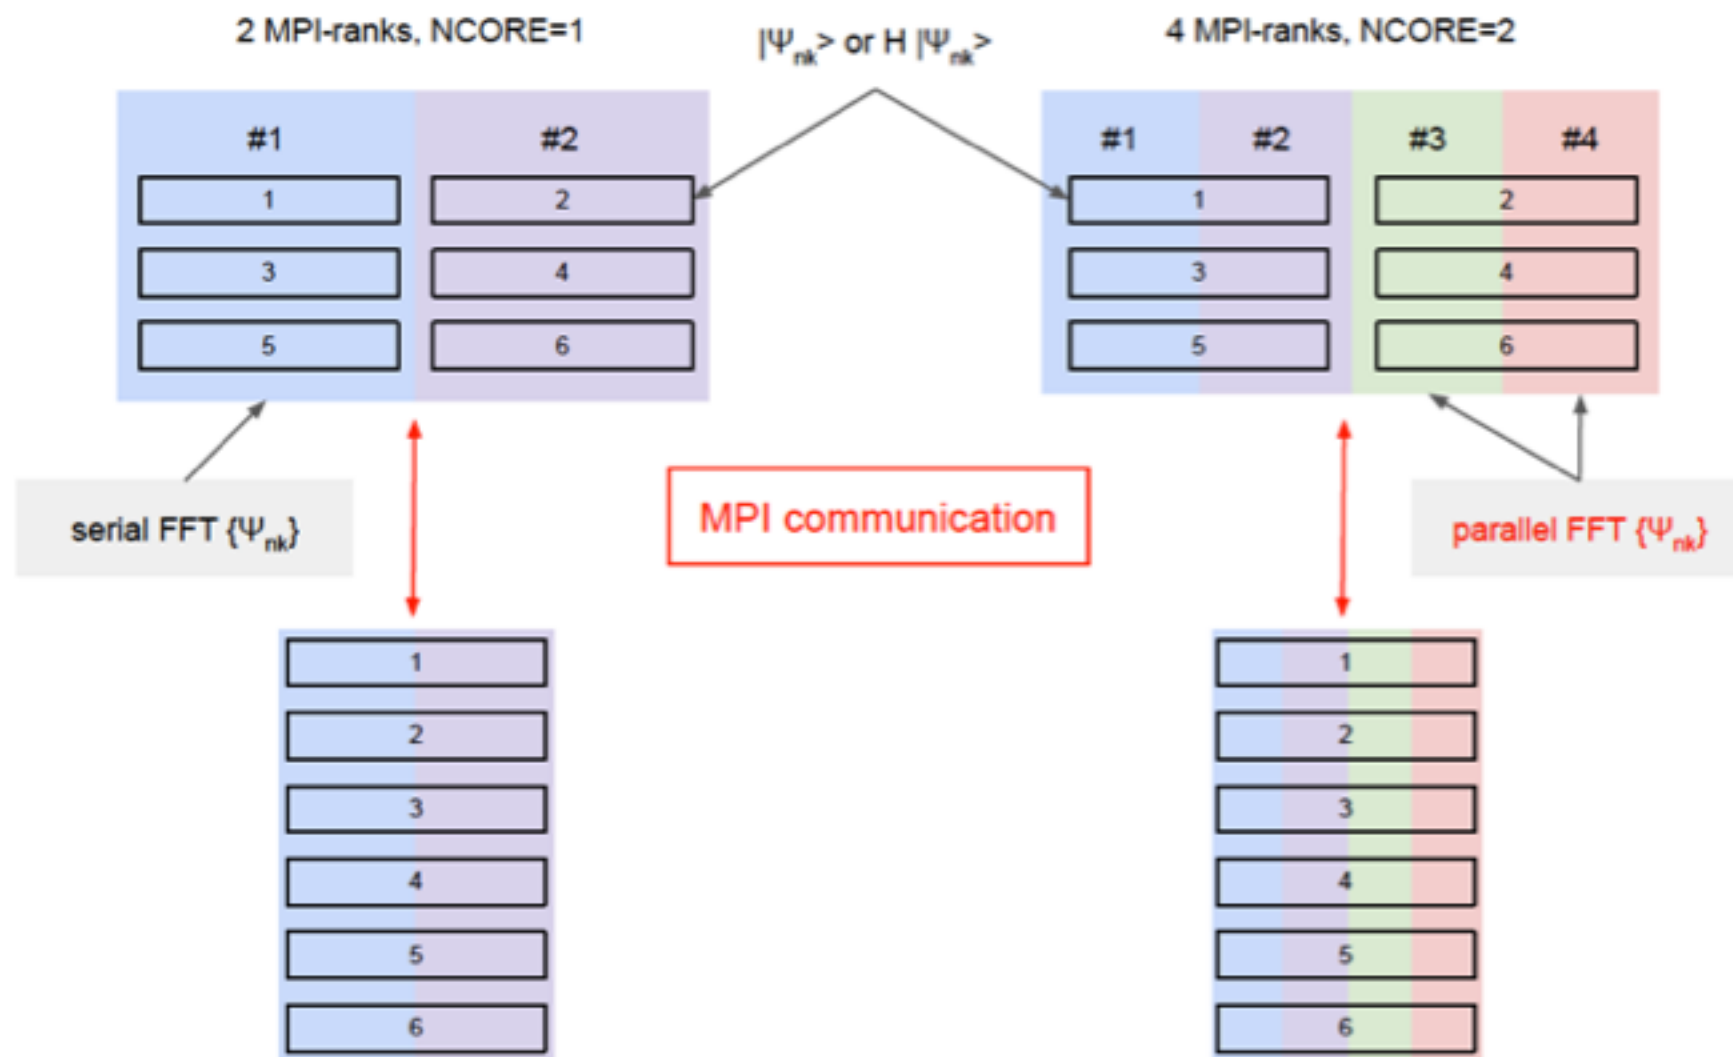 2 MPI-ranks, NCORE=1
|Ψnk> or H |Ψnk>
4 MPI-ranks, NCORE=2
#1 #2
1 2
3 4
5 6
#1 #2 #3 #4
1 2
3 4
5 6
serial FFT {Ψnk}
MPI communication
parallel FFT {Ψnk}
1
2
3
4
5
6
1
2
3
4
5
6